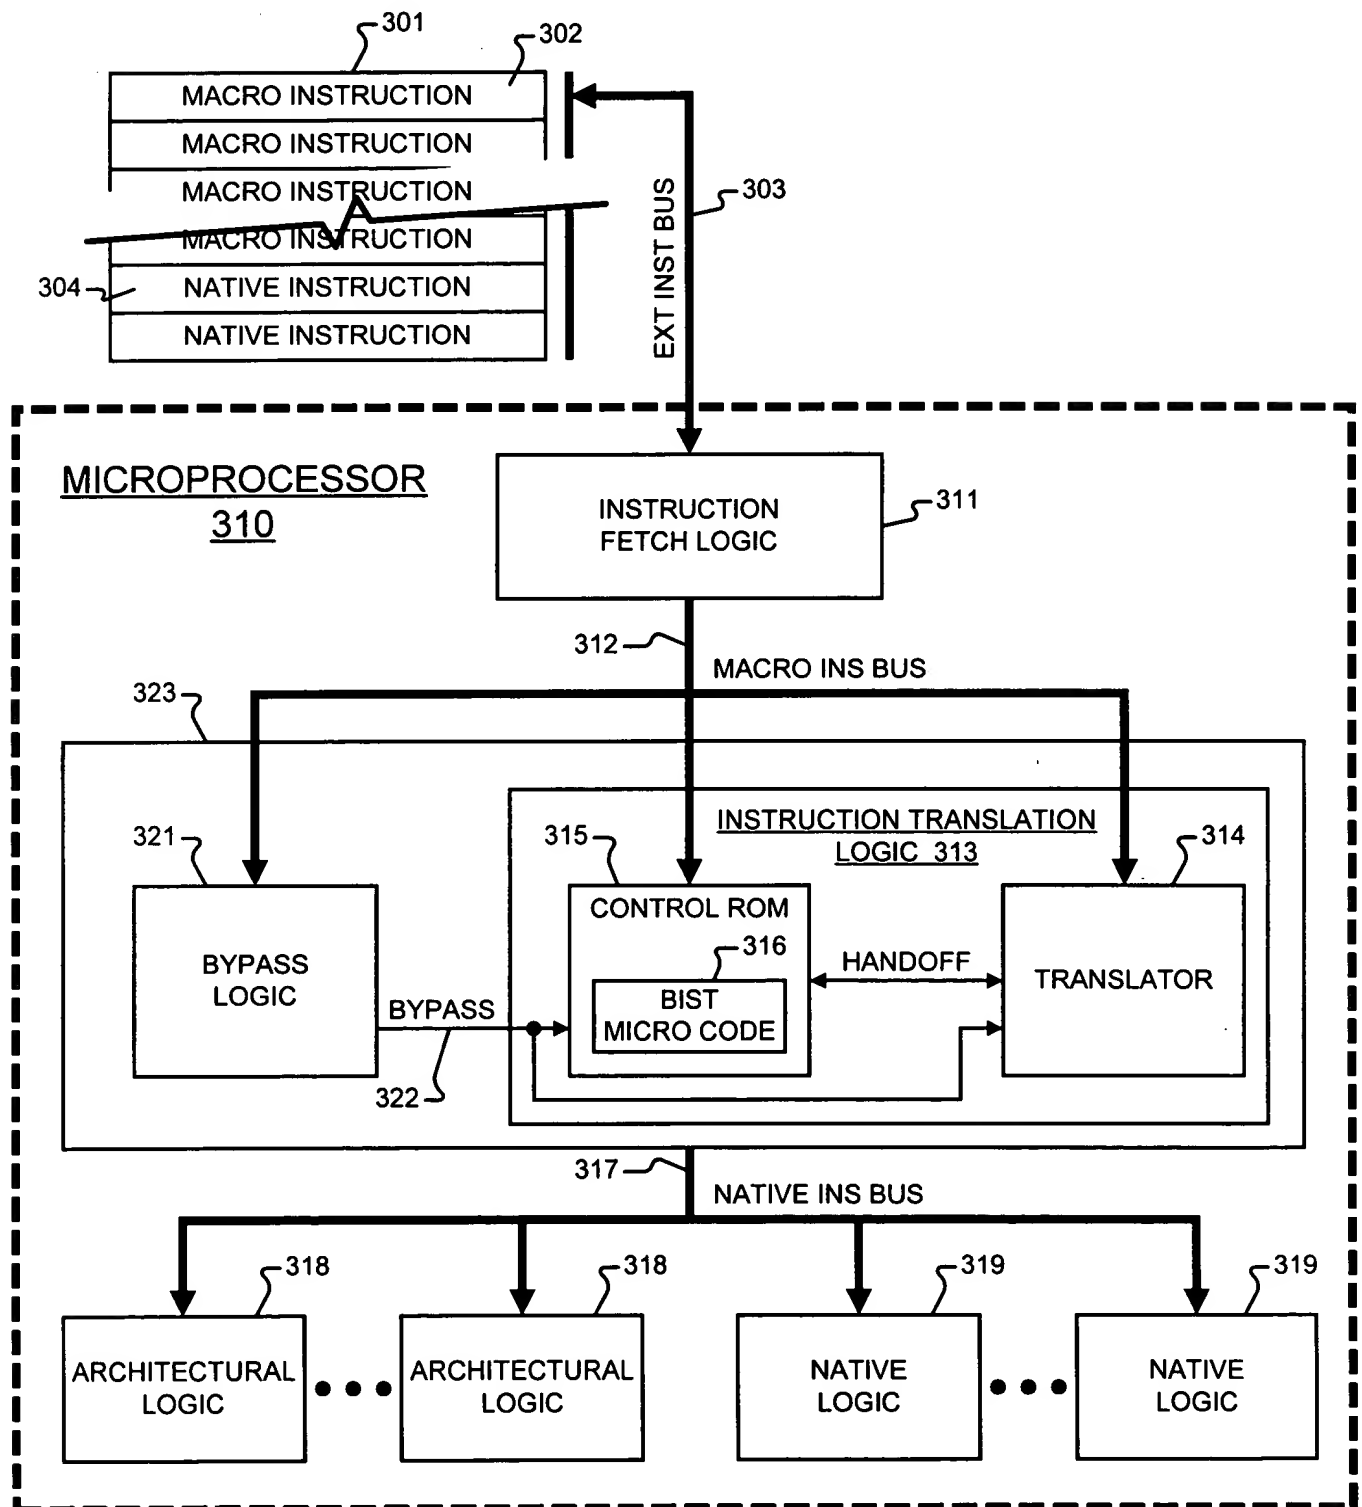 301
302
MACRO INSTRUCTION
MACRO INSTRUCTION
MACRO INSTRUCTION
MACRO INSTRUCTION
304
NATIVE INSTRUCTION
NATIVE INSTRUCTION
EXT INST BUS
303
MICROPROCESSOR
310
INSTRUCTION
FETCH LOGIC
311
312
MACRO INS BUS
323
INSTRUCTION TRANSLATION
LOGIC 313
321
315
314
BYPASS
LOGIC
CONTROL ROM
316
BIST
MICRO CODE
HANDOFF
TRANSLATOR
BYPASS
322
317
NATIVE INS BUS
318
318
319
319
ARCHITECTURAL
LOGIC
ARCHITECTURAL
LOGIC
NATIVE
LOGIC
NATIVE
LOGIC